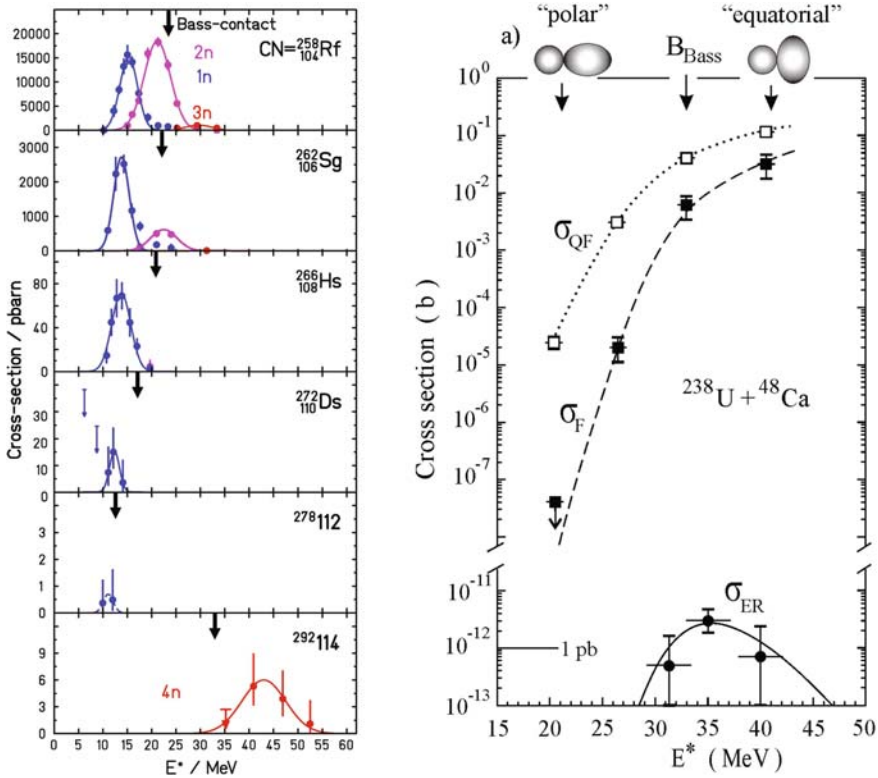 Bass-contact
CN=²⁵⁸₁₀₄Rf
2n
1n
3n
20000
15000
10000
5000
0
²⁶²₁₀₆Sg
3000
2000
1000
0
²⁶⁶₁₀₈Hs
80
60
40
20
0
²⁷²₁₁₀Ds
30
20
10
0
²⁷⁸112
4
3
2
1
0
²⁹²114
4n
9
6
3
0
Cross-section / pbarn
0 5 10 15 20 25 30 35 40 45 50 55 60
E* / MeV
"polar" "equatorial"
a)
B_Bass
10⁰
10⁻¹
10⁻²
10⁻³
10⁻⁴
10⁻⁵
10⁻⁶
10⁻⁷
10⁻¹¹
10⁻¹²
10⁻¹³
Cross section ( b )
σ_QF
σ_F
²³⁸U + ⁴⁸Ca
σ_ER
1 pb
15 20 25 30 35 40 45 50
E* ( MeV )